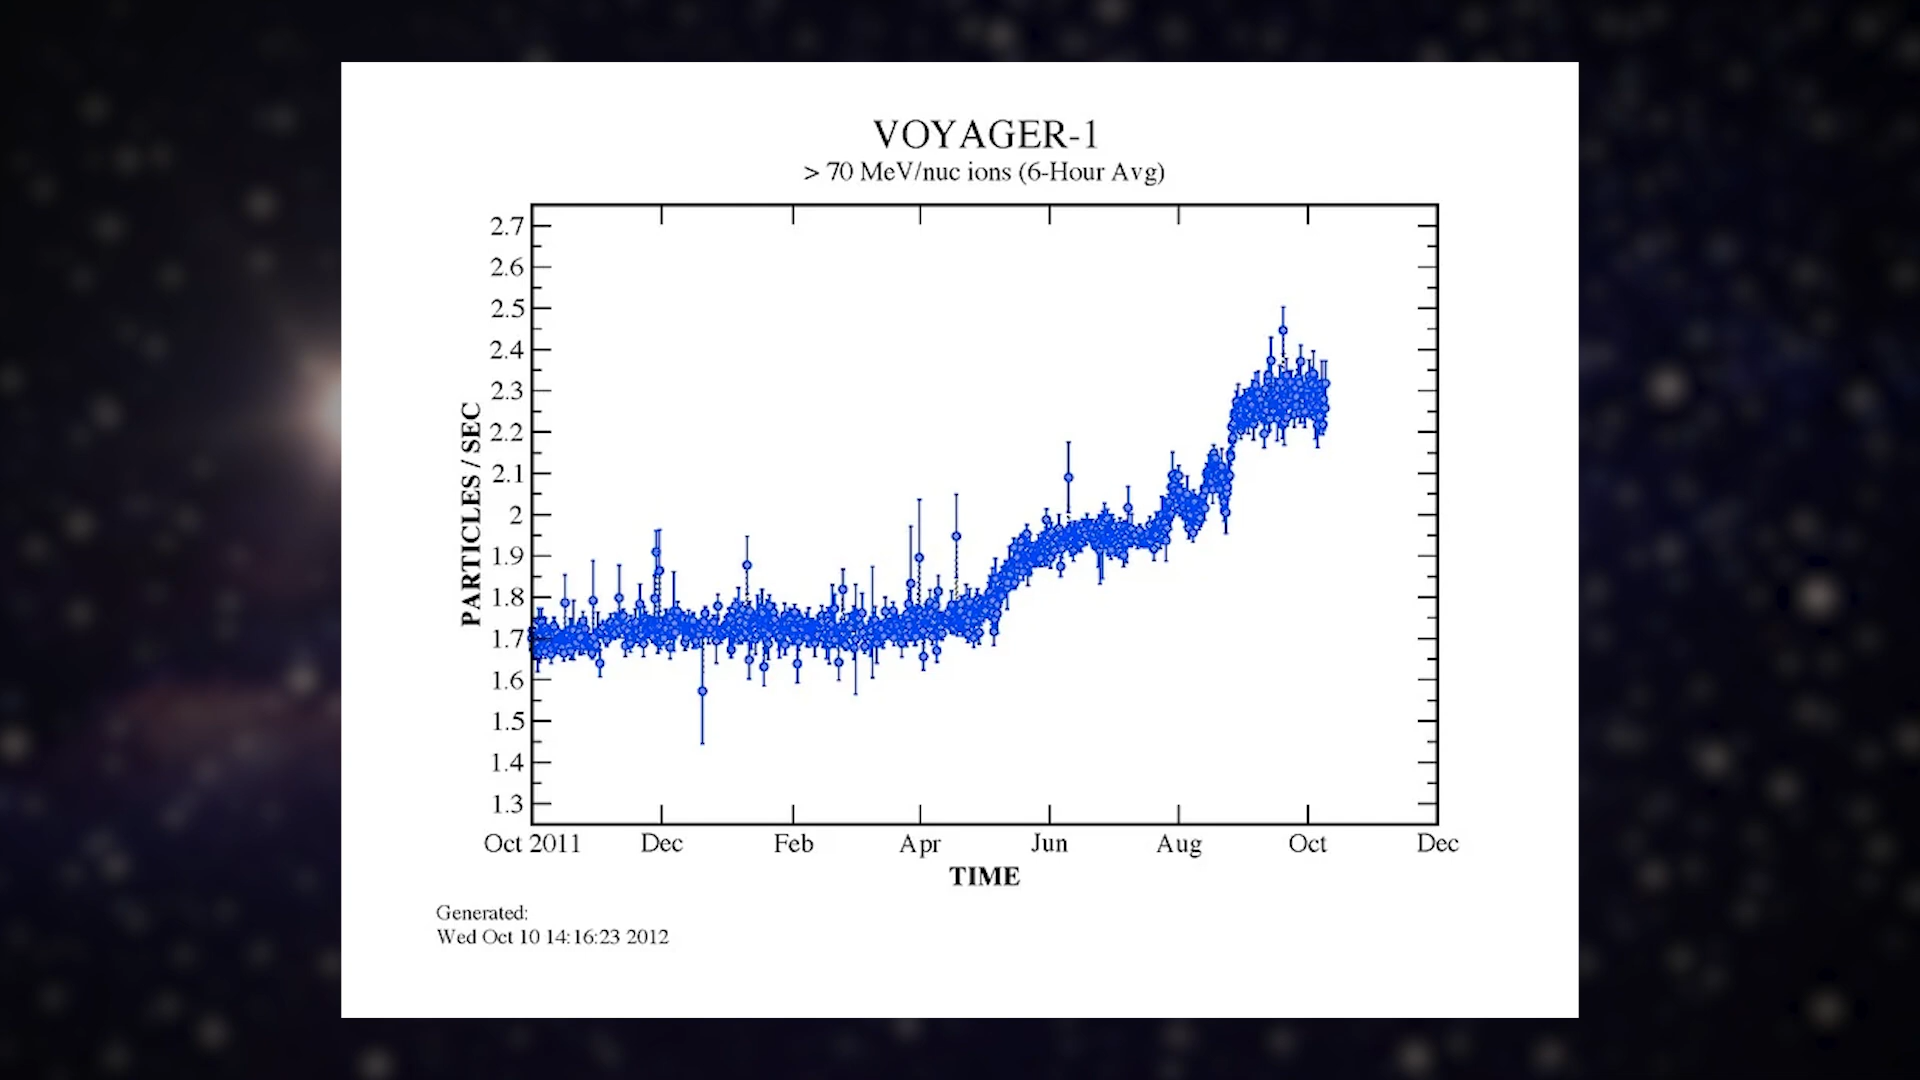 VOYAGER-1
> 70 MeV/nuc ions (6-Hour Avg)
2.7
2.6
2.5
2.4
2.3
2.2
2.1
2
1.9
1.8
1.7
1.6
1.5
1.4
1.3
PARTICLES / SEC
Oct 2011 Dec Feb Apr Jun Aug Oct Dec
TIME
Generated:
Wed Oct 10 14:16:23 2012